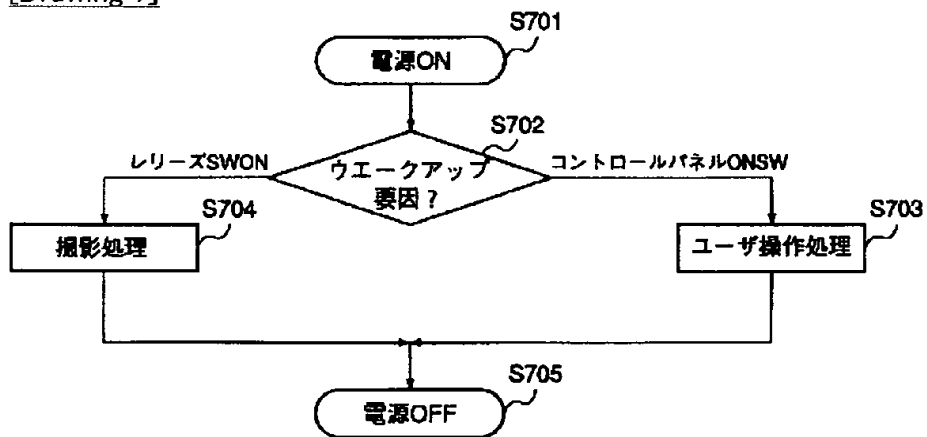 S701
電源ON
S702
レリーズSWON
ウエークアップ
要因?
コントロールパネルONSW
S704
撮影処理
S703
ユーザ操作処理
S705
電源OFF